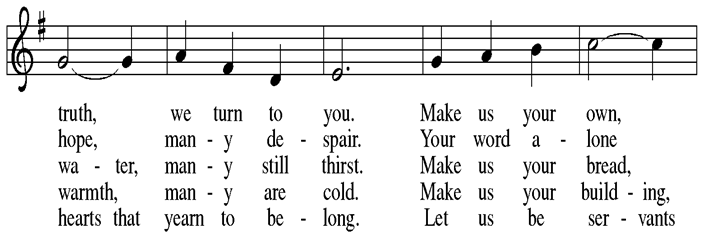 truth, we turn to you. Make us your own,
hope, man - y de - spair. Your word a - lone
wa - ter, man - y still thirst. Make us your bread,
warmth, man - y are cold. Make us your build - ing,
hearts that yearn to be - long. Let us be ser - vants